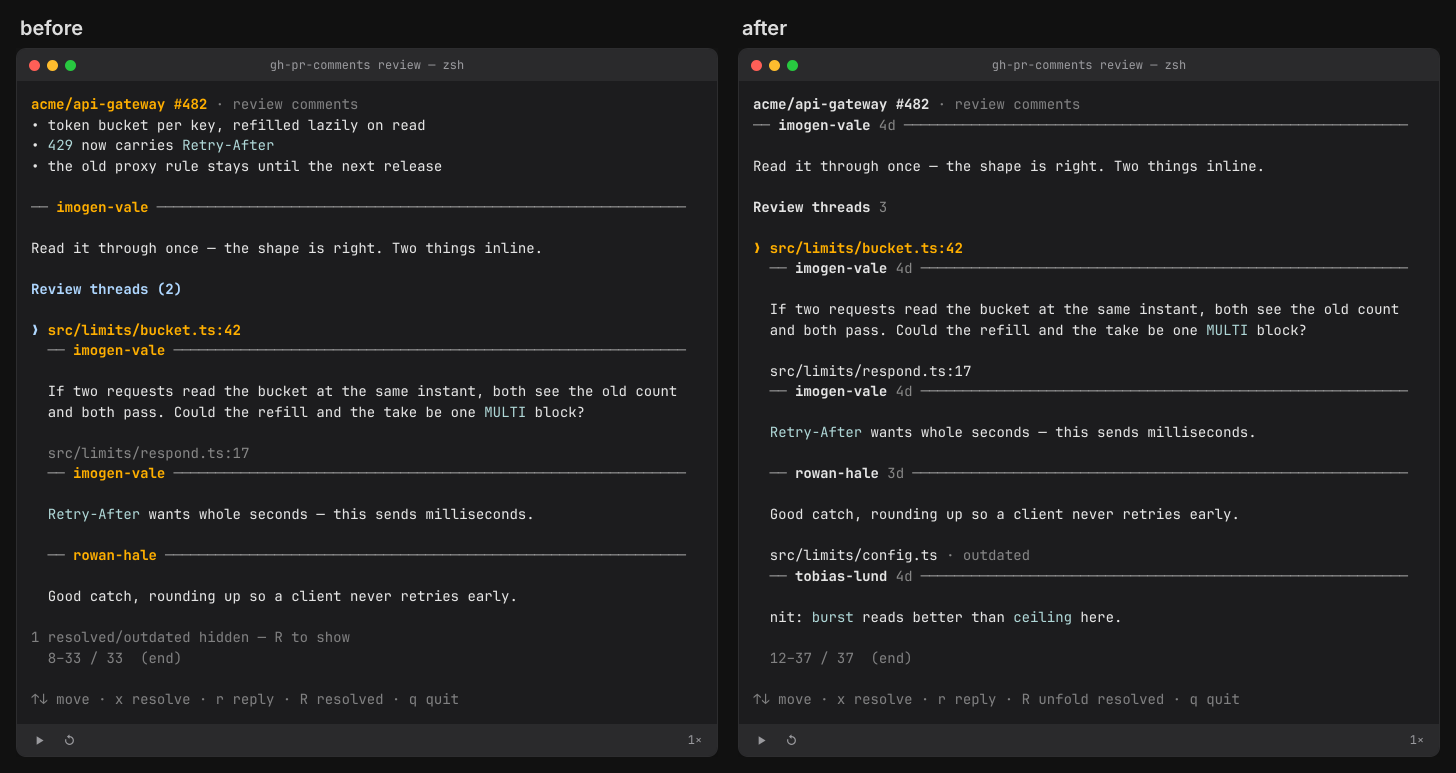 before
gh-pr-comments review — zsh
acme/api-gateway #482 · review comments
• token bucket per key, refilled lazily on read
• 429 now carries Retry-After
• the old proxy rule stays until the next release
── imogen-vale ──
Read it through once — the shape is right. Two things inline.
Review threads (2)
❯ src/limits/bucket.ts:42
── imogen-vale ──
If two requests read the bucket at the same instant, both see the old count
and both pass. Could the refill and the take be one MULTI block?
src/limits/respond.ts:17
── imogen-vale ──
Retry-After wants whole seconds — this sends milliseconds.
── rowan-hale ──
Good catch, rounding up so a client never retries early.
1 resolved/outdated hidden — R to show
8–33 / 33 (end)
↑↓ move · x resolve · r reply · R resolved · q quit
1×
after
gh-pr-comments review — zsh
acme/api-gateway #482 · review comments
── imogen-vale 4d ──
Read it through once — the shape is right. Two things inline.
Review threads 3
❯ src/limits/bucket.ts:42
── imogen-vale 4d ──
If two requests read the bucket at the same instant, both see the old count
and both pass. Could the refill and the take be one MULTI block?
src/limits/respond.ts:17
── imogen-vale 4d ──
Retry-After wants whole seconds — this sends milliseconds.
── rowan-hale 3d ──
Good catch, rounding up so a client never retries early.
src/limits/config.ts · outdated
── tobias-lund 4d ──
nit: burst reads better than ceiling here.
12–37 / 37 (end)
↑↓ move · x resolve · r reply · R unfold resolved · q quit
1×